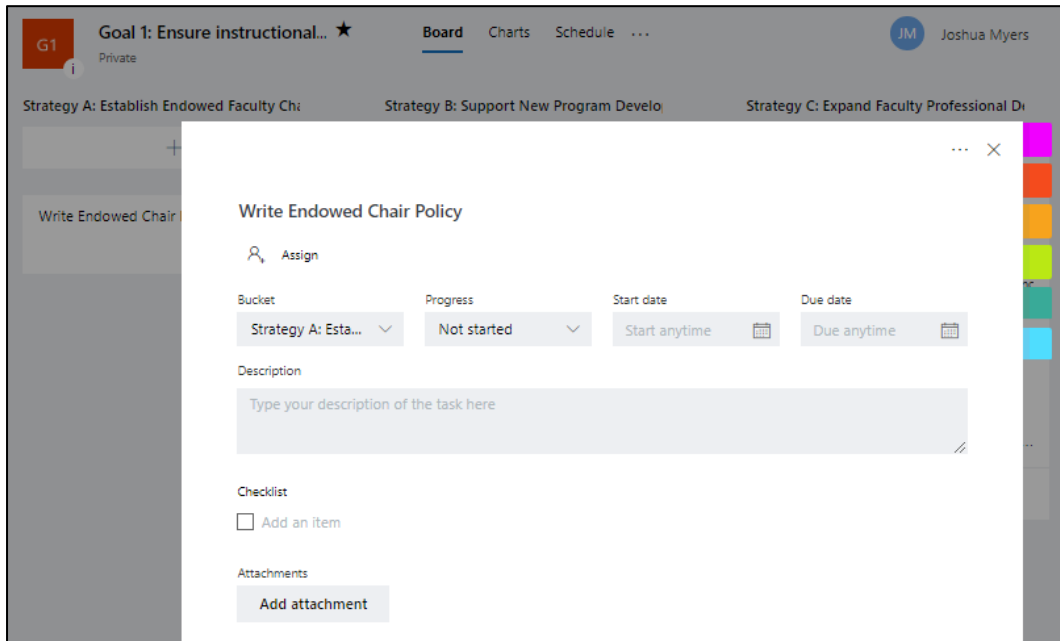 G1
Goal 1: Ensure instructional... ★
Private
i
Board Charts Schedule ...
JM Joshua Myers
Strategy A: Establish Endowed Faculty Cha
Strategy B: Support New Program Develo
Strategy C: Expand Faculty Professional De
+
Write Endowed Chair
... ×
Write Endowed Chair Policy
Assign
Bucket Progress Start date Due date
Strategy A: Esta... Not started Start anytime Due anytime
Description
Type your description of the task here
Checklist
Add an item
Attachments
Add attachment